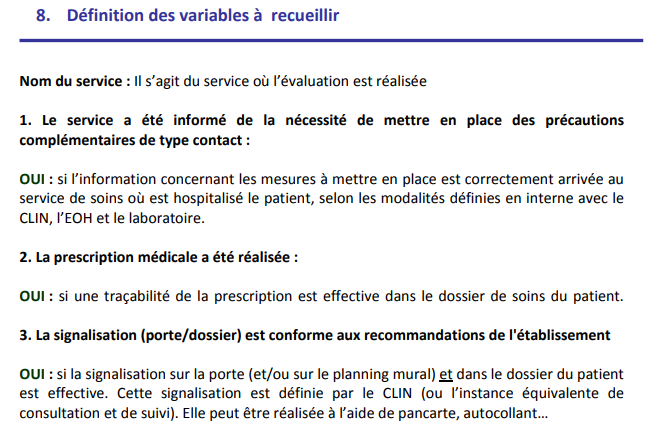 8. Définition des variables à recueillir
Nom du service : Il s’agit du service où l’évaluation est réalisée
1. Le service a été informé de la nécessité de mettre en place des précautions
complémentaires de type contact :
OUI : si l’information concernant les mesures à mettre en place est correctement arrivée au
service de soins où est hospitalisé le patient, selon les modalités définies en interne avec le
CLIN, l’EOH et le laboratoire.
2. La prescription médicale a été réalisée :
OUI : si une traçabilité de la prescription est effective dans le dossier de soins du patient.
3. La signalisation (porte/dossier) est conforme aux recommandations de l'établissement
OUI : si la signalisation sur la porte (et/ou sur le planning mural) et dans le dossier du patient
est effective. Cette signalisation est définie par le CLIN (ou l’instance équivalente de
consultation et de suivi). Elle peut être réalisée à l’aide de pancarte, autocollant…